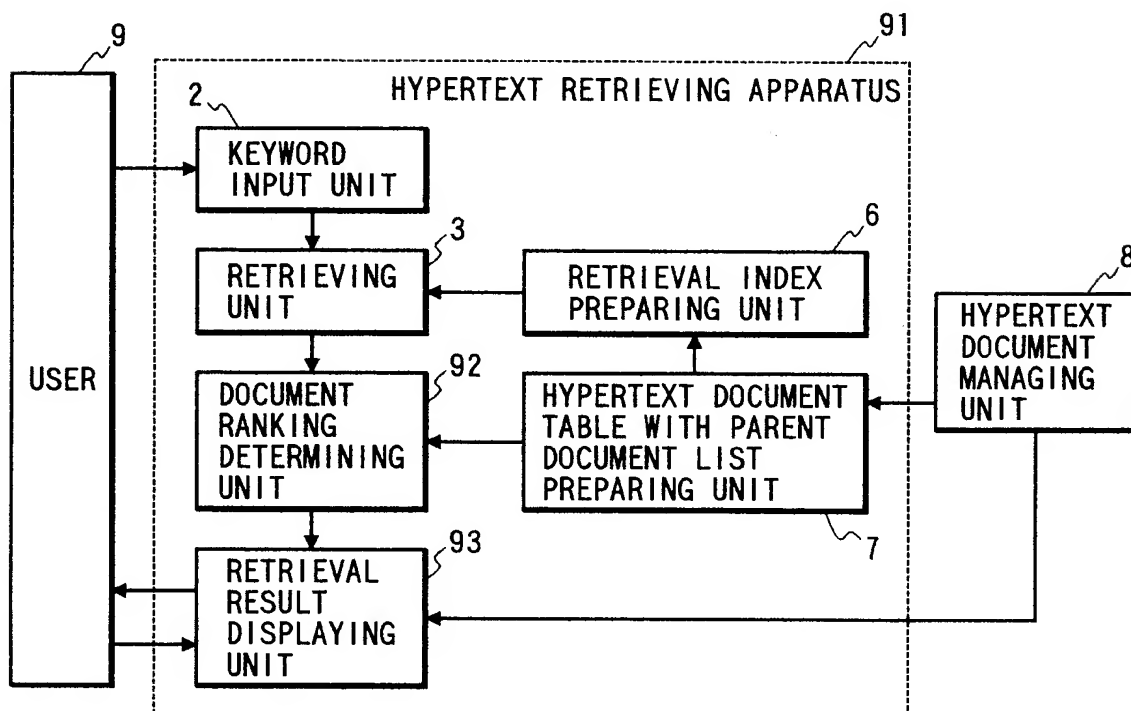 9
91
HYPERTEXT RETRIEVING APPARATUS
2
KEYWORD
INPUT UNIT
3
RETRIEVING
UNIT
6
RETRIEVAL INDEX
PREPARING UNIT
8
HYPERTEXT
DOCUMENT
MANAGING
UNIT
USER
92
DOCUMENT
RANKING
DETERMINING
UNIT
HYPERTEXT DOCUMENT
TABLE WITH PARENT
DOCUMENT LIST
PREPARING UNIT
7
93
RETRIEVAL
RESULT
DISPLAYING
UNIT